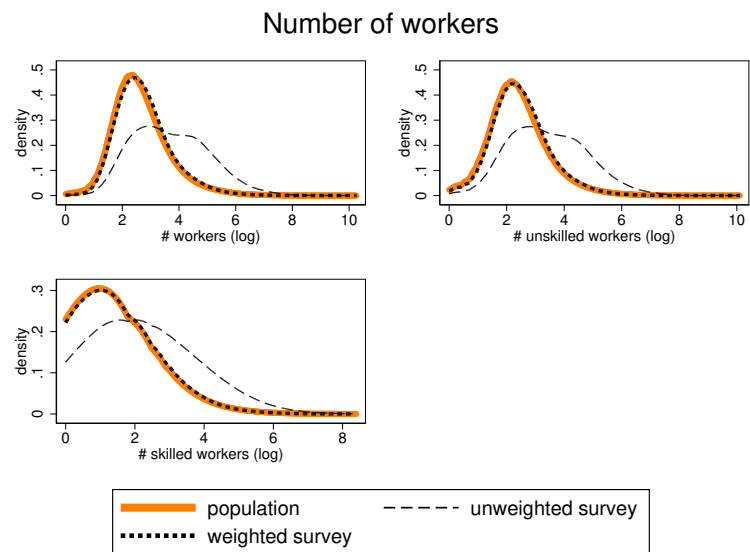 Number of workers
density
0 .1 .2 .3 .4 .5
0 2 4 6 8 10
# workers (log)
density
0 .1 .2 .3 .4 .5
0 2 4 6 8 10
# unskilled workers (log)
density
0 .1 .2 .3
0 2 4 6 8
# skilled workers (log)
population
unweighted survey
weighted survey